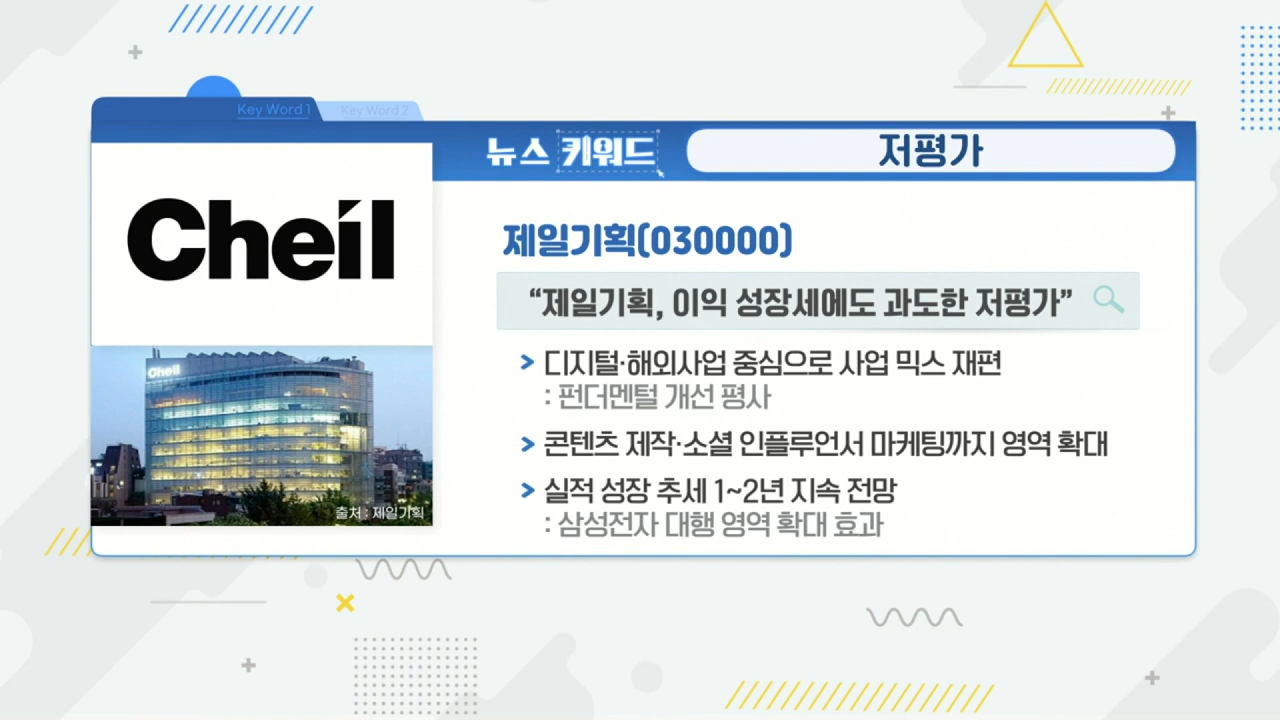 Key Word 1
Key Word 2
뉴스 키워드
저평가
Cheil
Cheil
출처 : 제일기획
제일기획(030000)
“제일기획, 이익 성장세에도 과도한 저평가”
> 디지털·해외사업 중심으로 사업 믹스 재편
: 펀더멘털 개선 평사
> 콘텐츠 제작·소셜 인플루언서 마케팅까지 영역 확대
> 실적 성장 추세 1~2년 지속 전망
: 삼성전자 대행 영역 확대 효과